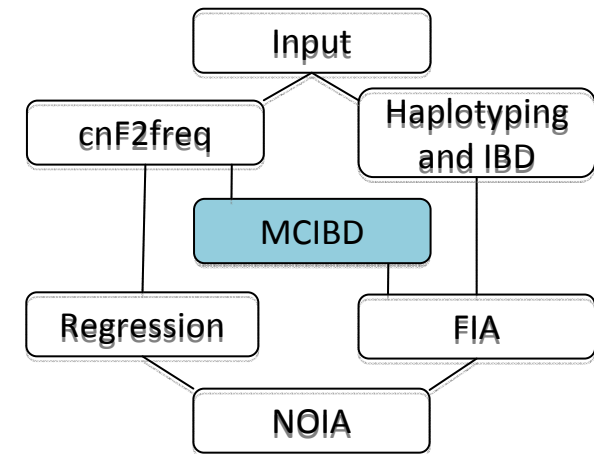 Input
cnF2freq
Haplotyping
and IBD
MCIBD
Regression
FIA
NOIA